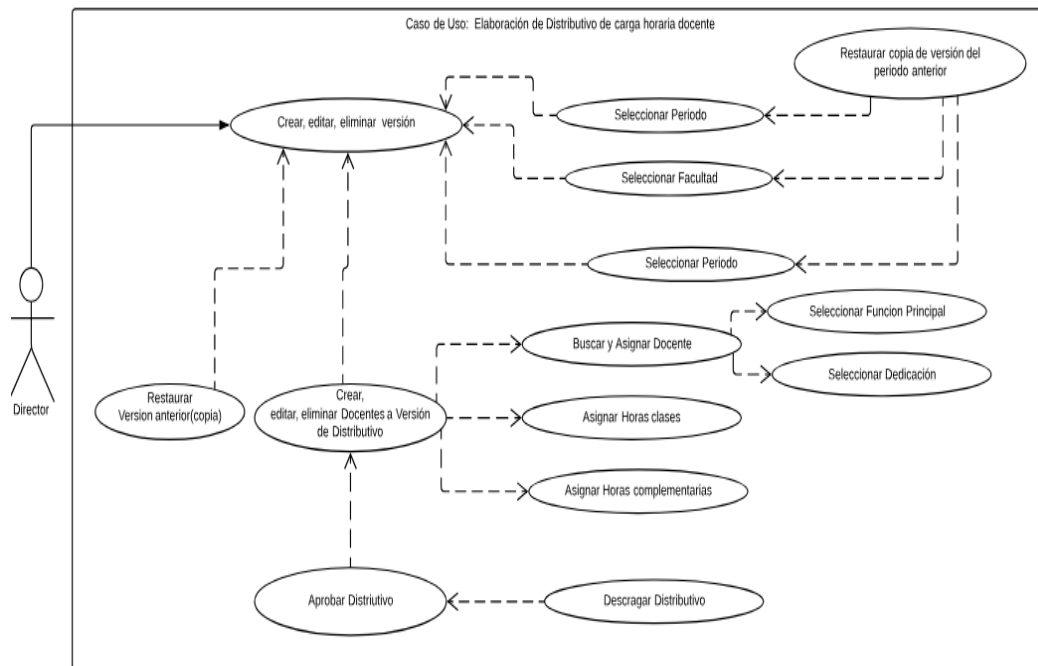 Caso de Uso: Elaboración de Distributivo de carga horaria docente
Restaurar copia de versión del
periodo anterior
Crear, editar, eliminar versión
Seleccionar Periodo
Seleccionar Facultad
Seleccionar Periodo
Seleccionar Funcion Principal
Buscar y Asignar Docente
Seleccionar Dedicación
Director
Restaurar
Version anterior(copia)
Crear,
editar, eliminar Docentes a Versión
de Distributivo
Asignar Horas clases
Asignar Horas complementarias
Aprobar Distriutivo
Descragar Distributivo